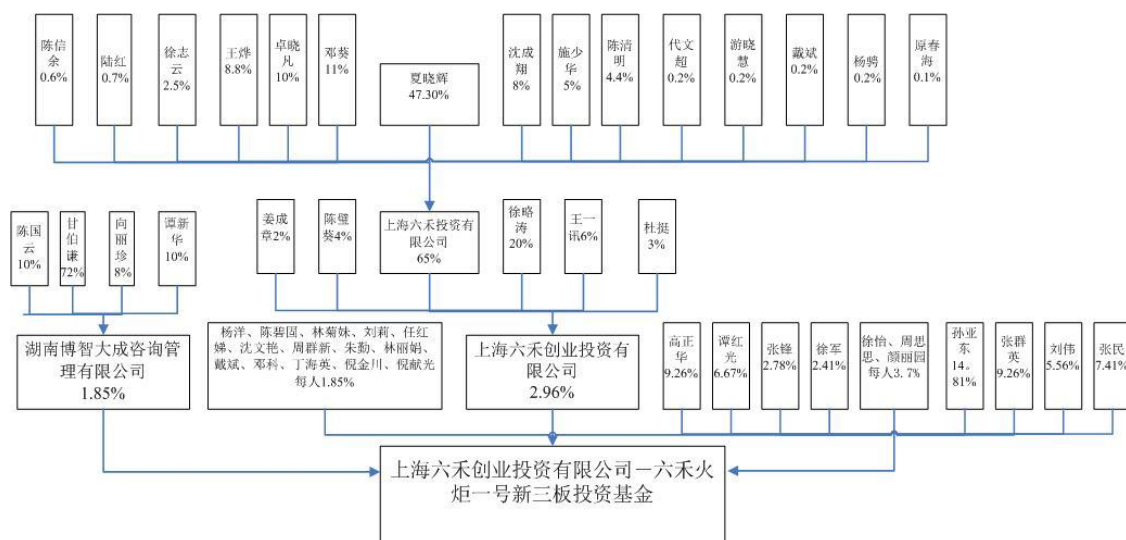 陈信
余
0.6%
陆红
0.7%
徐志
云
2.5%
王烨
8.8%
卓晓
凡
10%
邓葵
11%
夏晓辉
47.30%
沈成
翔
8%
施少
华
5%
陈清
明
4.4%
代文
超
0.2%
游晓
慧
0.2%
戴斌
0.2%
杨骋
0.2%
原春
海
0.1%
陈国
云
10%
甘伯
谦
72%
向丽
珍
8%
谭新
华
10%
姜成
章2%
陈璧
葵4%
上海六禾投资有
限公司
65%
徐略
涛
20%
王一
讯6%
杜挺
3%
湖南博智大成咨询管
理有限公司
1.85%
杨洋、陈碧固、林菊妹、刘莉、任红
娣、沈文艳、周群新、朱勤、林丽娟、
戴斌、邓科、丁海英、倪金川、倪献光
每人1.85%
上海六禾创业投资有
限公司
2.96%
高正
华
9.26%
谭红
光
6.67%
张锋
2.78%
徐军
2.41%
徐怡、周思
思、颜丽园
每人3.7%
孙亚
东
14。
81%
张群
英
9.26%
刘伟
5.56%
张民
7.41%
上海六禾创业投资有限公司－六禾火
炬一号新三板投资基金